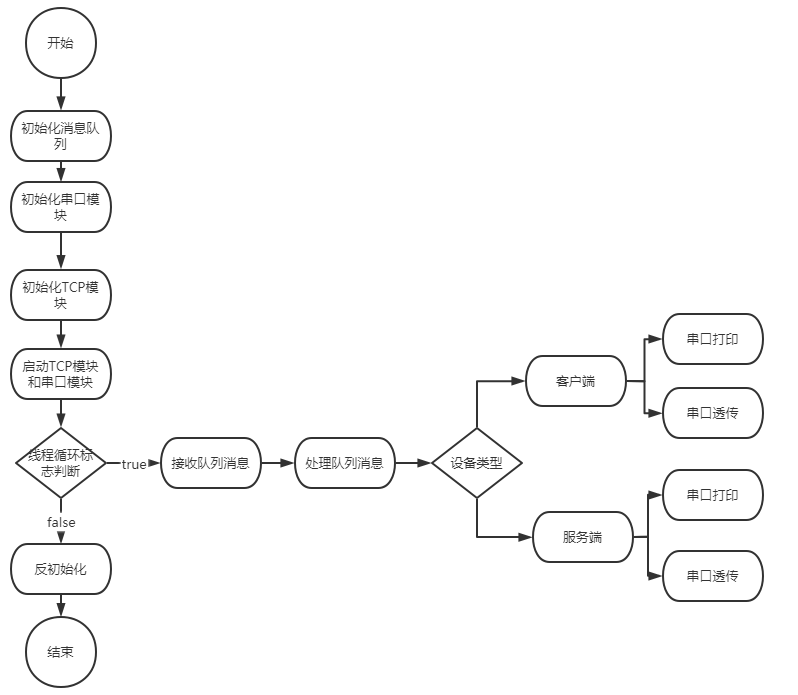 开始
初始化消息队
列
初始化串口模
块
初始化TCP模
块
启动TCP模块
和串口模块
线程循环标
志判断
true
接收队列消息
处理队列消息
设备类型
客户端
串口打印
串口透传
服务端
串口打印
串口透传
false
反初始化
结束